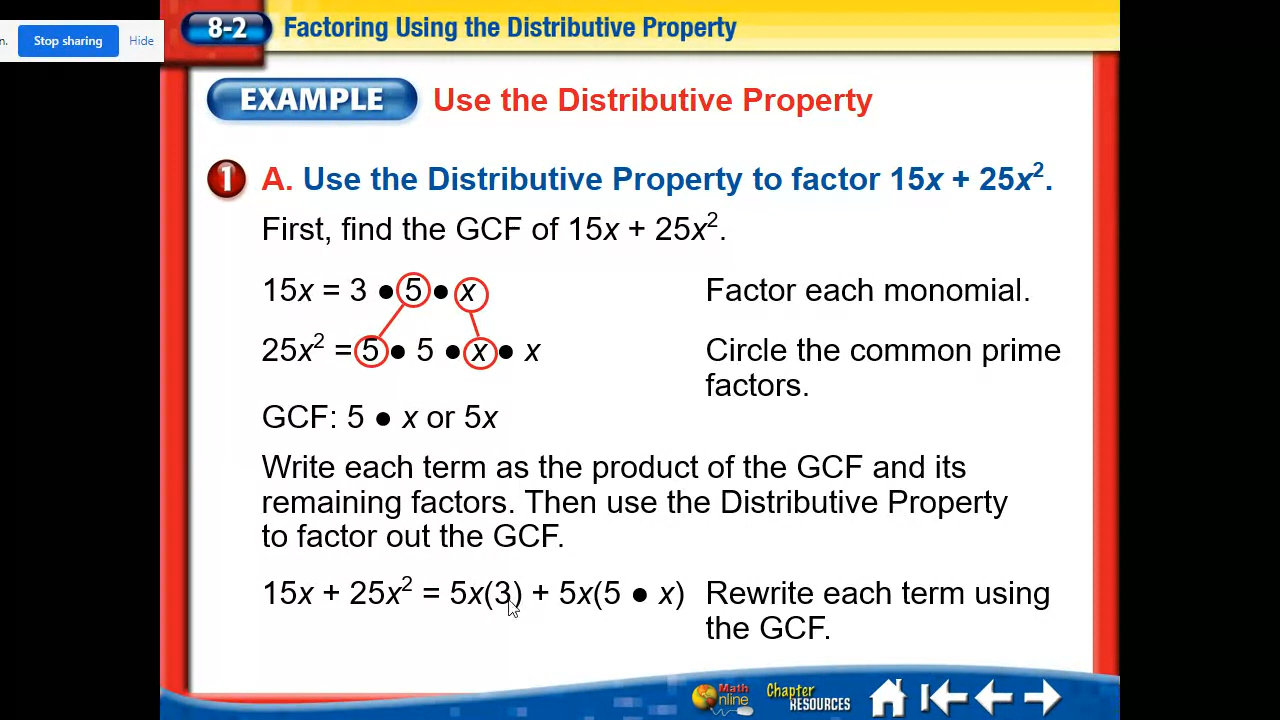 8-2 Factoring Using the Distributive Property
n. Stop sharing Hide
EXAMPLE Use the Distributive Property
1 A. Use the Distributive Property to factor 15x + 25x².
First, find the GCF of 15x + 25x².
15x = 3 ● 5 ● x Factor each monomial.
25x² = 5 ● 5 ● x ● x Circle the common prime
factors.
GCF: 5 ● x or 5x
Write each term as the product of the GCF and its
remaining factors. Then use the Distributive Property
to factor out the GCF.
15x + 25x² = 5x(3) + 5x(5 ● x) Rewrite each term using
the GCF.
Math
Online
Chapter
RESOURCES